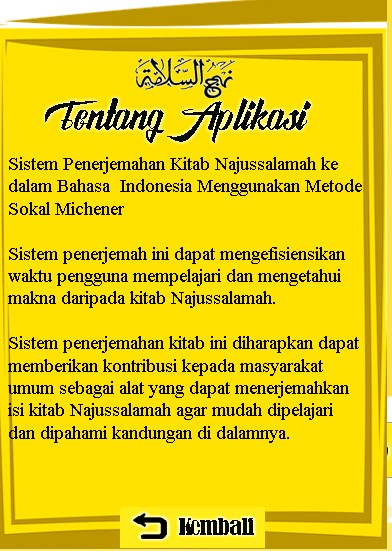 نهج السلامة
Tentang Aplikasi
Sistem Penerjemahan Kitab Najussalamah ke
dalam Bahasa Indonesia Menggunakan Metode
Sokal Michener
Sistem penerjemah ini dapat mengefisiensikan
waktu pengguna mempelajari dan mengetahui
makna daripada kitab Najussalamah.
Sistem penerjemahan kitab ini diharapkan dapat
memberikan kontribusi kepada masyarakat
umum sebagai alat yang dapat menerjemahkan
isi kitab Najussalamah agar mudah dipelajari
dan dipahami kandungan di dalamnya.
Kembali